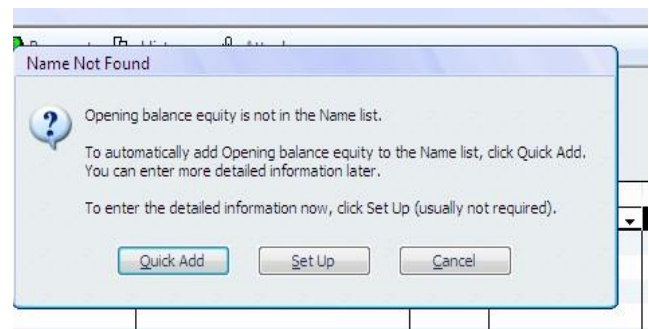 Name Not Found
Opening balance equity is not in the Name list.
To automatically add Opening balance equity to the Name list, click Quick Add.
You can enter more detailed information later.
To enter the detailed information now, click Set Up (usually not required).
Quick Add
Set Up
Cancel